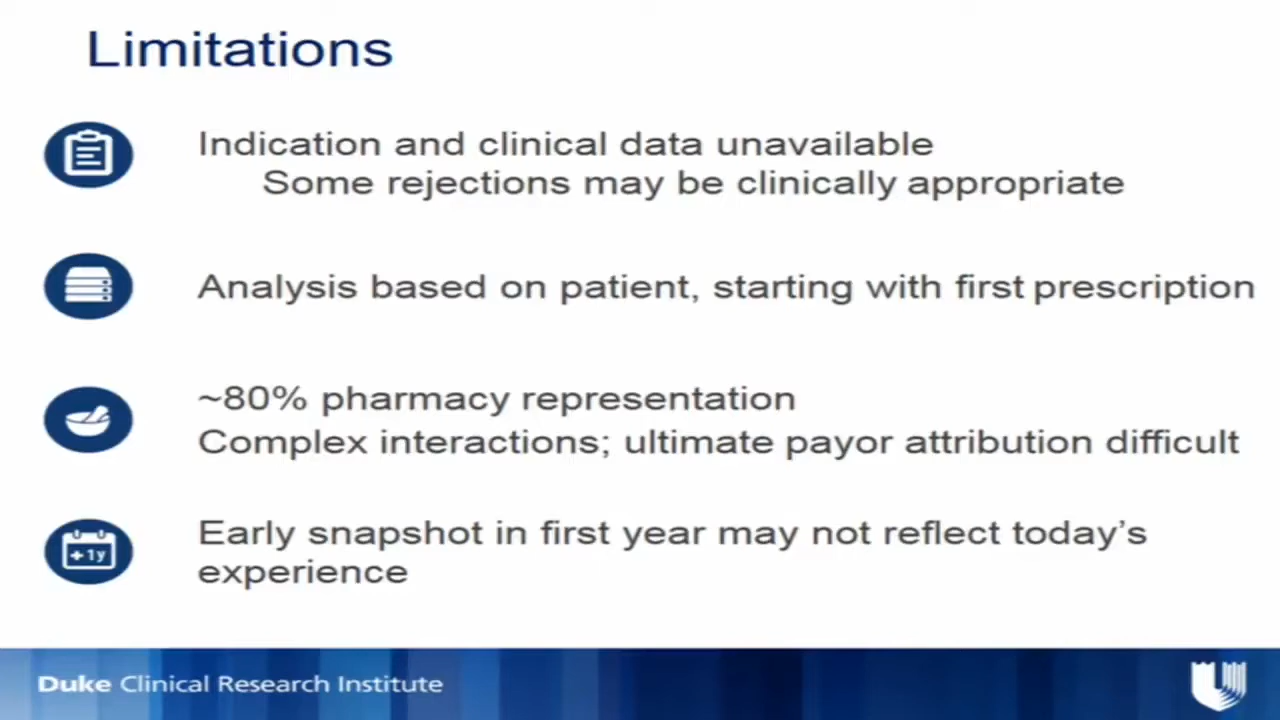 Limitations
Indication and clinical data unavailable
Some rejections may be clinically appropriate
Analysis based on patient, starting with first prescription
~80% pharmacy representation
Complex interactions; ultimate payor attribution difficult
+1y
Early snapshot in first year may not reflect today's
experience
Duke Clinical Research Institute